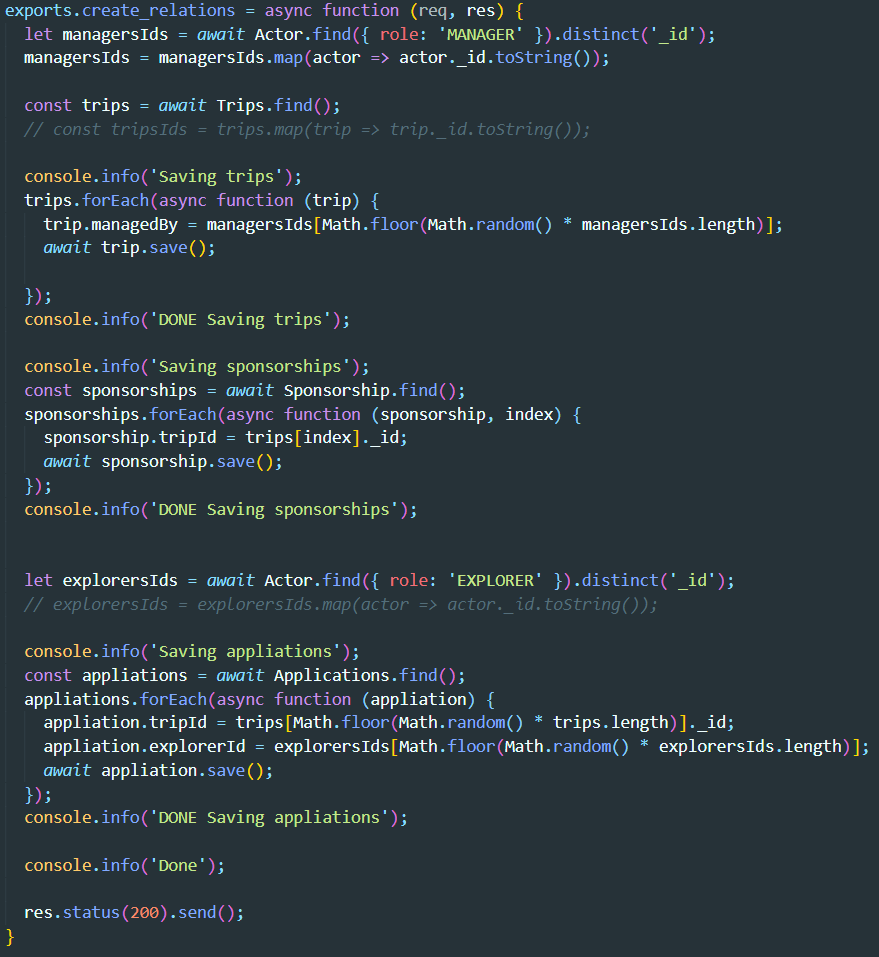 exports.create_relations = async function (req, res) {
  let managersIds = await Actor.find({ role: 'MANAGER' }).distinct('_id');
  managersIds = managersIds.map(actor => actor._id.toString());

  const trips = await Trips.find();
  // const tripsIds = trips.map(trip => trip._id.toString());

  console.info('Saving trips');
  trips.forEach(async function (trip) {
    trip.managedBy = managersIds[Math.floor(Math.random() * managersIds.length)];
    await trip.save();

  });
  console.info('DONE Saving trips');

  console.info('Saving sponsorships');
  const sponsorships = await Sponsorship.find();
  sponsorships.forEach(async function (sponsorship, index) {
    sponsorship.tripId = trips[index]._id;
    await sponsorship.save();
  });
  console.info('DONE Saving sponsorships');


  let explorersIds = await Actor.find({ role: 'EXPLORER' }).distinct('_id');
  // explorersIds = explorersIds.map(actor => actor._id.toString());

  console.info('Saving appliations');
  const appliations = await Applications.find();
  appliations.forEach(async function (appliation) {
    appliation.tripId = trips[Math.floor(Math.random() * trips.length)]._id;
    appliation.explorerId = explorersIds[Math.floor(Math.random() * explorersIds.length)];
    await appliation.save();
  });
  console.info('DONE Saving appliations');

  console.info('Done');

  res.status(200).send();
}